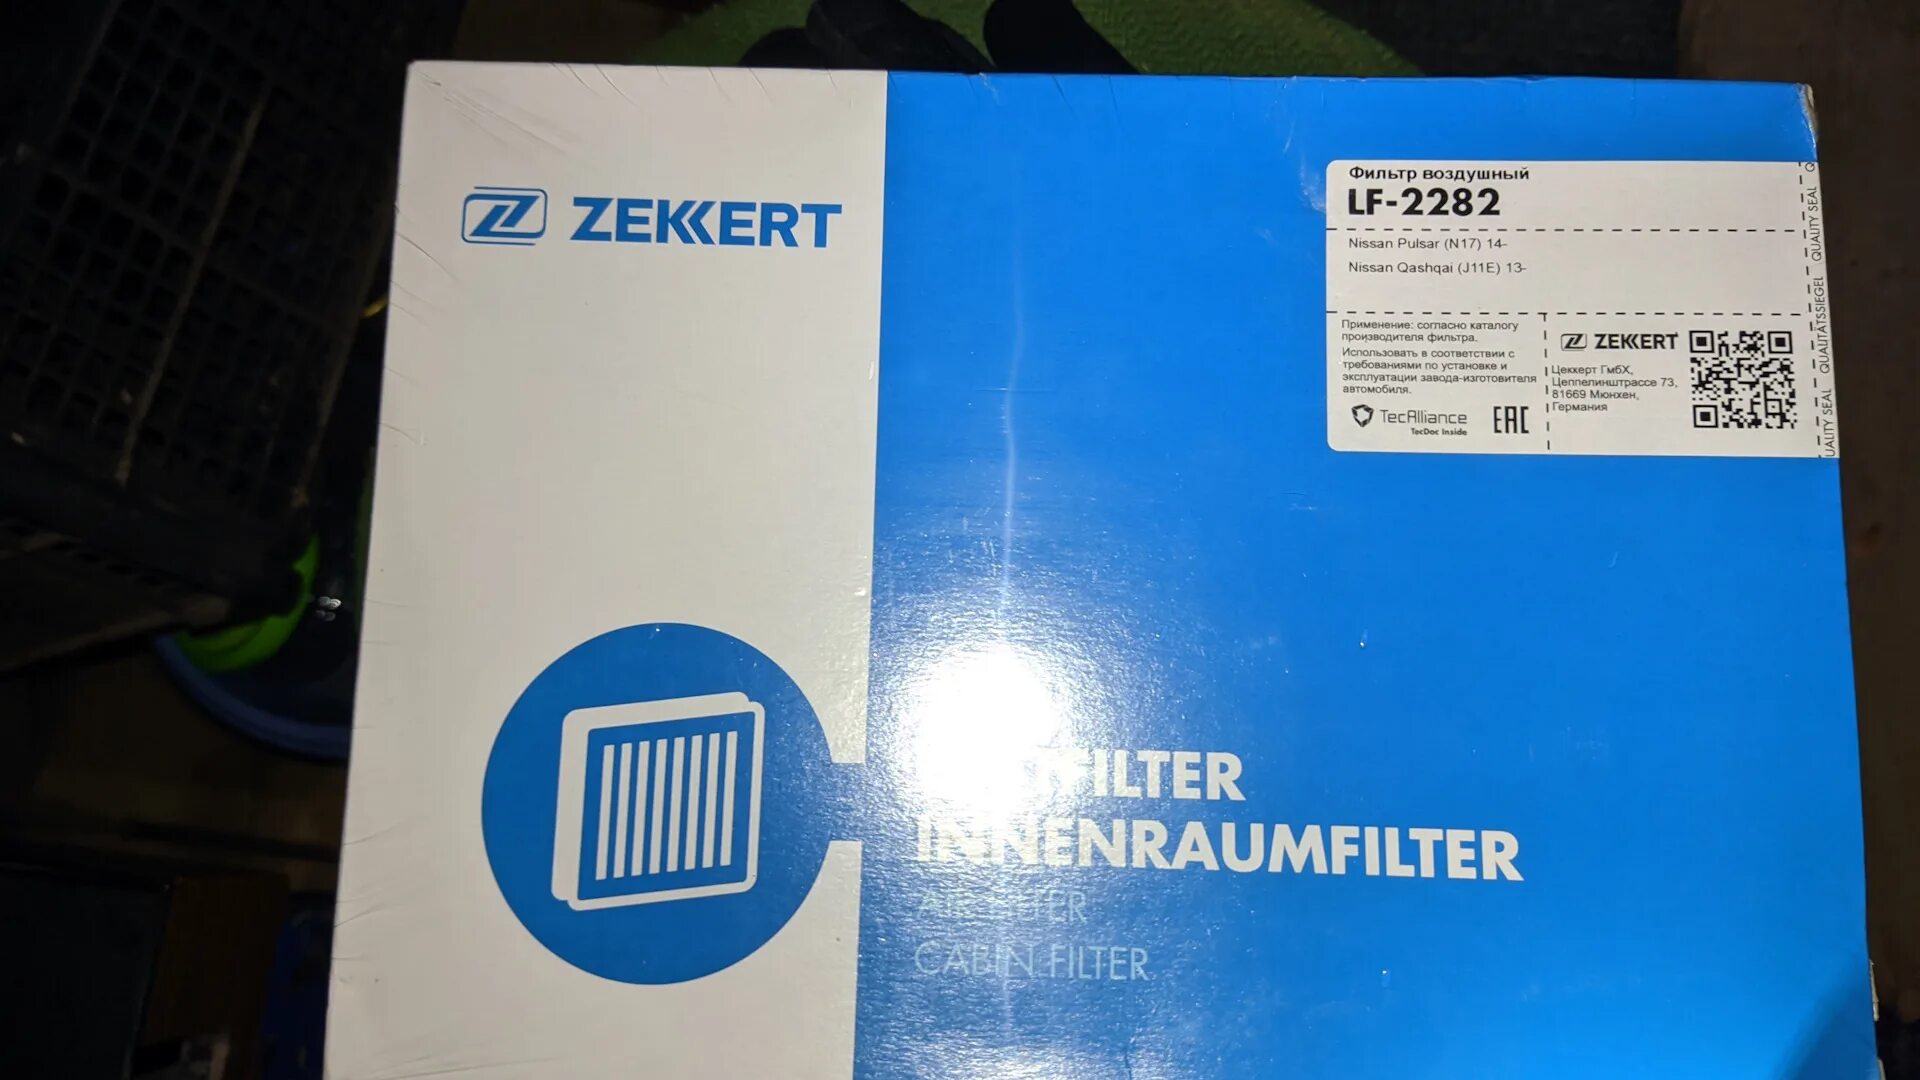 ZEKKERT
Фильтр воздушный
LF-2282
Nissan Pulsar (N17) 14-
Nissan Qashqai (J11E) 13-
Применение: согласно каталогу
производителя фильтра.
Использовать в соответствии с
требованиями по установке и
эксплуатации завода-изготовителя
автомобиля.
TecAlliance
TecDoc Inside
EAC
ZEKKERT
Цеккерт ГмбХ,
Цеппелинштрассе 73,
81669 Мюнхен,
Германия
QUALITY SEAL
QUALITÄTSSIEGEL
INNENRAUMFILTER
AIR FILTER
CABIN FILTER